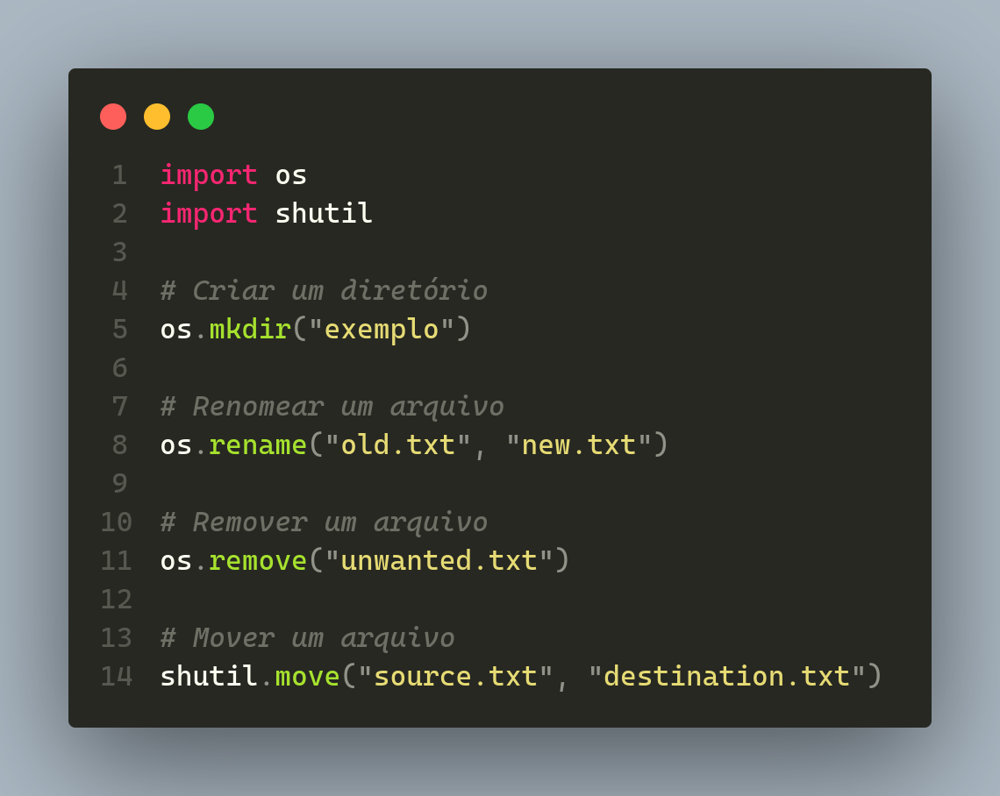 1 import os
2 import shutil
3
4 # Criar um diretório
5 os.mkdir("exemplo")
6
7 # Renomear um arquivo
8 os.rename("old.txt", "new.txt")
9
10 # Remover um arquivo
11 os.remove("unwanted.txt")
12
13 # Mover um arquivo
14 shutil.move("source.txt", "destination.txt")